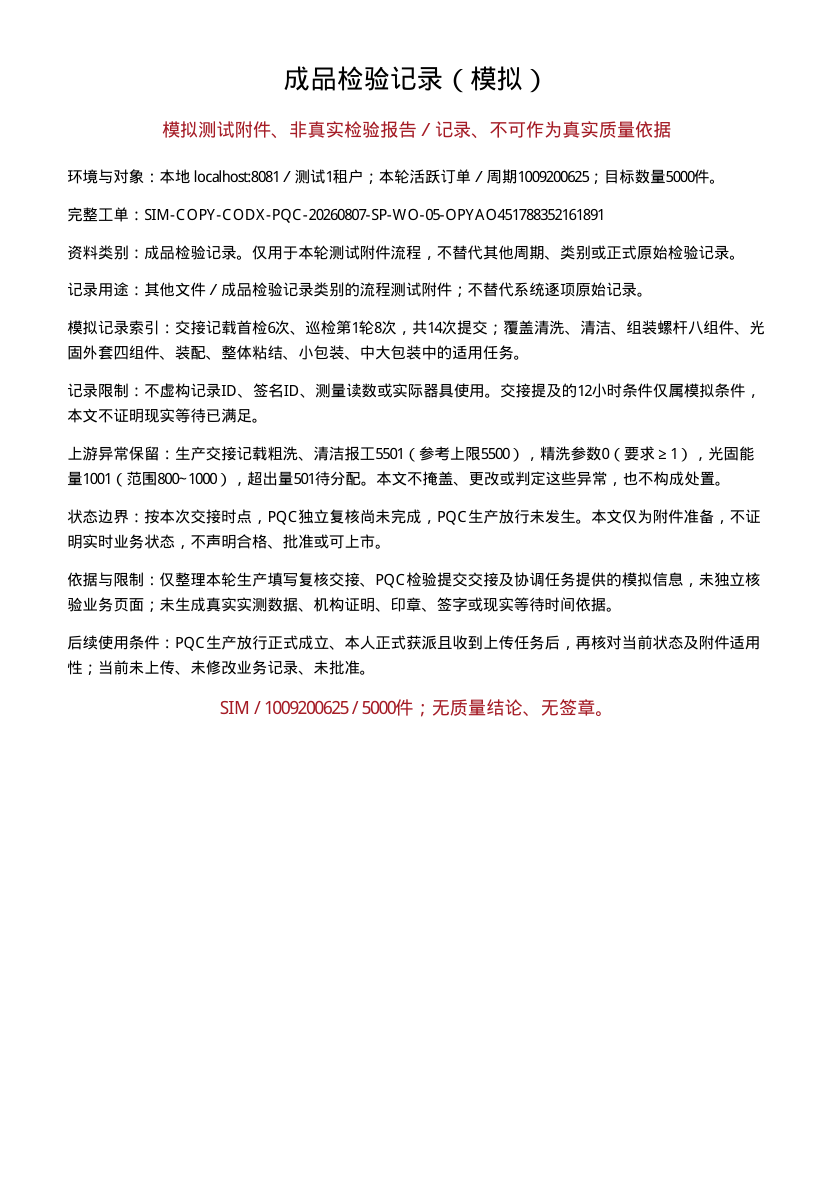 成品检验记录（模拟）
模拟测试附件、非真实检验报告 / 记录、不可作为真实质量依据
环境与对象：本地 localhost:8081 / 测试1租户；本轮活跃订单 / 周期1009200625；目标数量5000件。
完整工单：SIM-COPY-CODX-PQC-20260807-SP-WO-05-OPYAO451788352161891
资料类别：成品检验记录。仅用于本轮测试附件流程，不替代其他周期、类别或正式原始检验记录。
记录用途：其他文件 / 成品检验记录类别的流程测试附件；不替代系统逐项原始记录。
模拟记录索引：交接记载首检6次、巡检第1轮8次，共14次提交；覆盖清洗、清洁、组装螺杆八组件、光
固外套四组件、装配、整体粘结、小包装、中大包装中的适用任务。
记录限制：不虚构记录ID、签名ID、测量读数或实际器具使用。交接提及的12小时条件仅属模拟条件，
本文不证明现实等待已满足。
上游异常保留：生产交接记载粗洗、清洁报工5501（参考上限5500），精洗参数0（要求 ≥ 1），光固能
量1001（范围800~1000），超出量501待分配。本文不掩盖、更改或判定这些异常，也不构成处置。
状态边界：按本次交接时点，PQC独立复核尚未完成，PQC生产放行未发生。本文仅为附件准备，不证
明实时业务状态，不声明合格、批准或可上市。
依据与限制：仅整理本轮生产填写复核交接、PQC检验提交交接及协调任务提供的模拟信息，未独立核
验业务页面；未生成真实实测数据、机构证明、印章、签字或现实等待时间依据。
后续使用条件：PQC生产放行正式成立、本人正式获派且收到上传任务后，再核对当前状态及附件适用
性；当前未上传、未修改业务记录、未批准。
SIM / 1009200625 / 5000件；无质量结论、无签章。